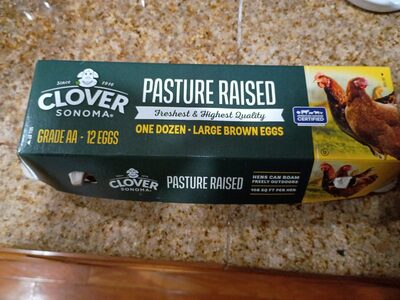 Since 1916
CLOVER
SONOMA
GRADE AA - 12 EGGS
PASTURE RAISED
Freshest & Highest Quality
ONE DOZEN - LARGE BROWN EGGS
CERTIFIED
CLOVER
SONOMA
PASTURE RAISED
HENS CAN ROAM
FREELY OUTDOORS
108 SQ FT PER HEN